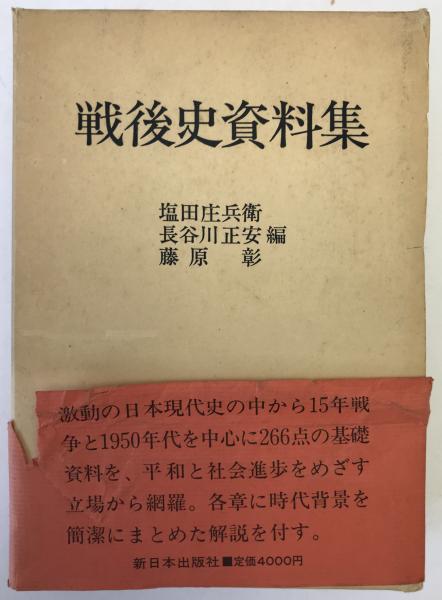 戦後史資料集
塩田庄兵衛
長谷川正安編
藤原 彰
激動の日本現代史の中から15年戦
争と1950年代を中心に266点の基礎
資料を、平和と社会進歩をめざす
立場から網羅。各章に時代背景を
簡潔にまとめた解説を付す。
新日本出版社■定価4000円